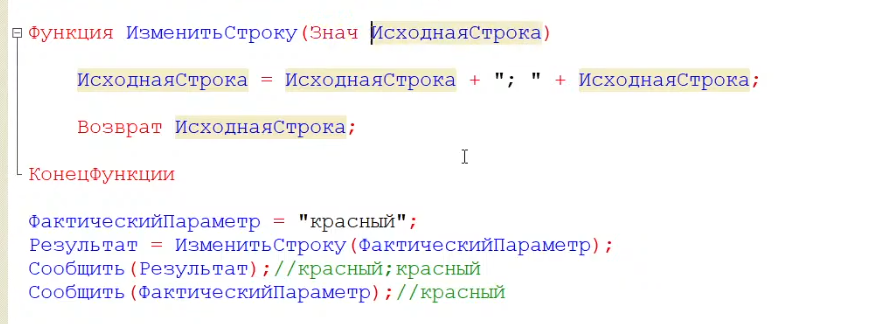 Функция ИзменитьСтроку(Знач ИсходнаяСтрока)
ИсходнаяСтрока = ИсходнаяСтрока + "; " + ИсходнаяСтрока;
Возврат ИсходнаяСтрока;
КонецФункции
ФактическийПараметр = "красный";
Результат = ИзменитьСтроку(ФактическийПараметр);
Сообщить(Результат);//красный;красный
Сообщить(ФактическийПараметр);//красный